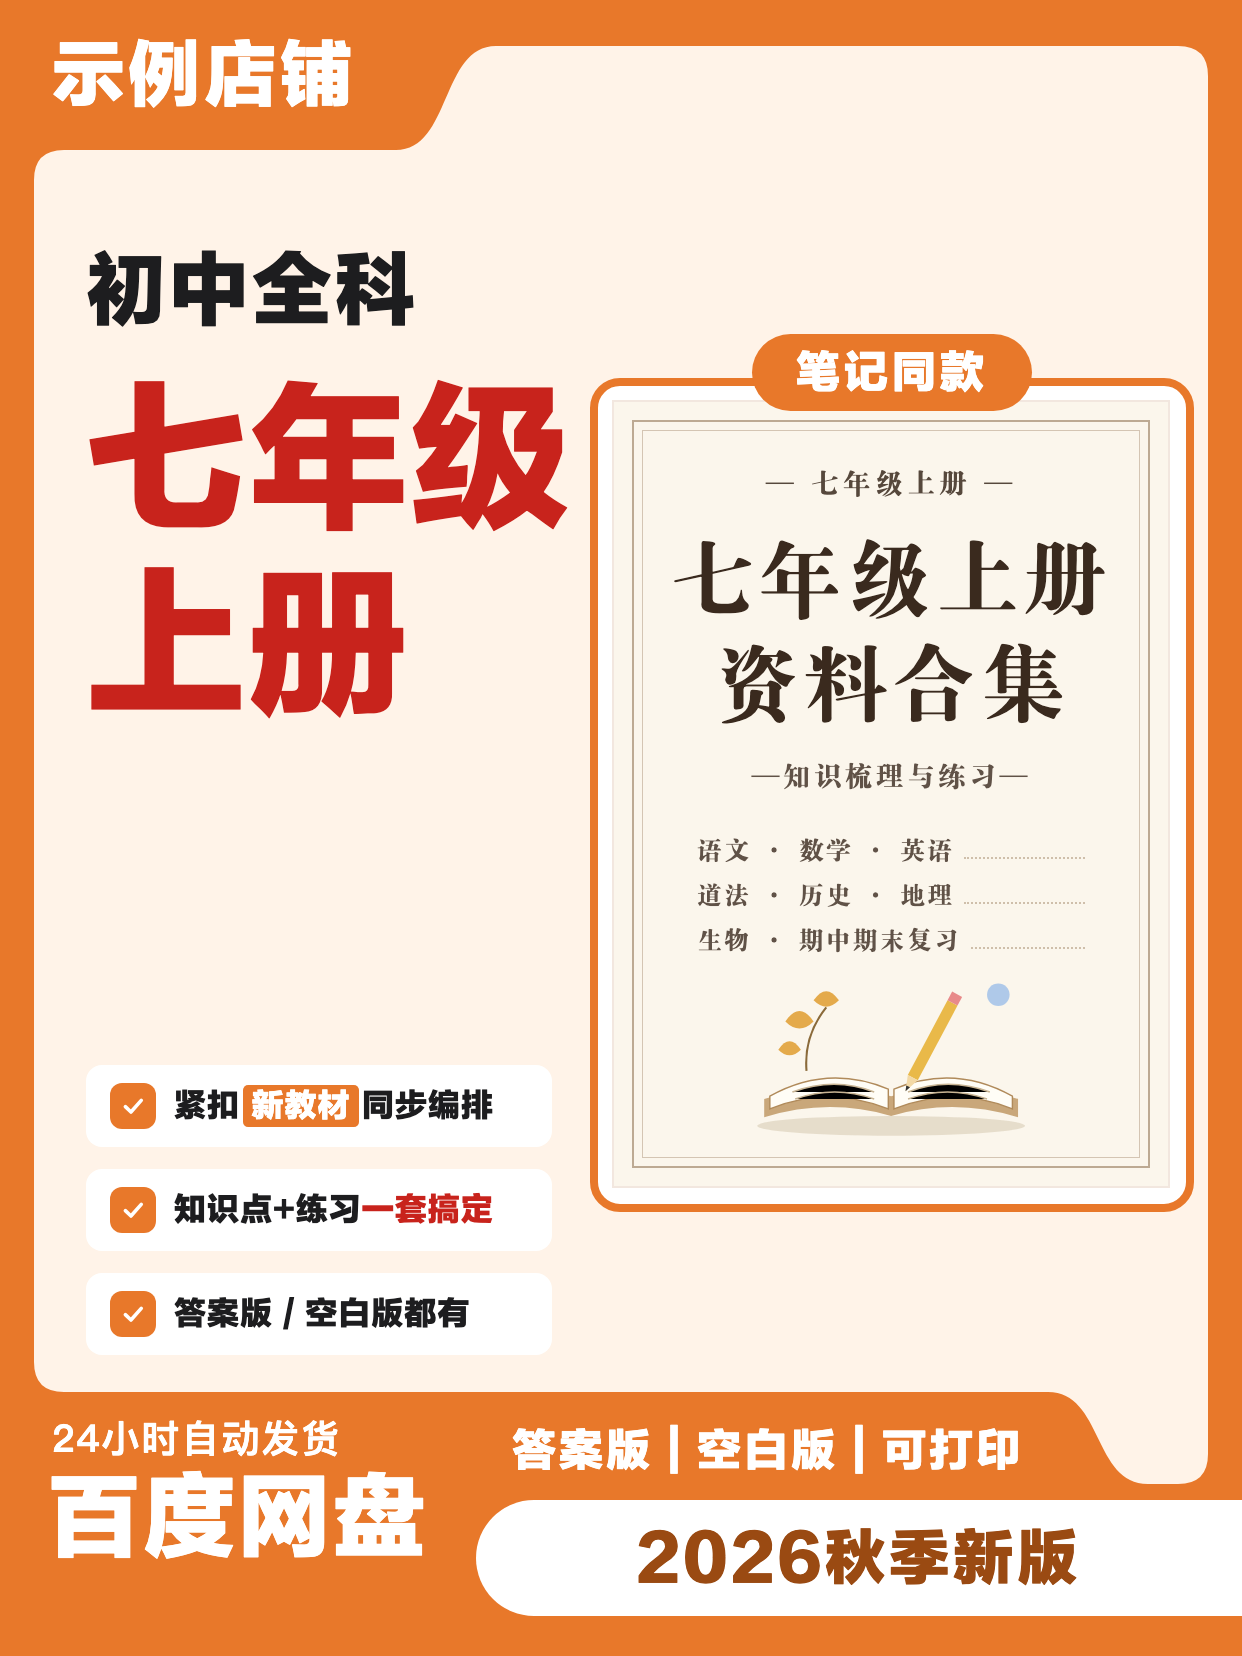 示例店铺
初中全科
七年级
上册
笔记同款
— 七年级上册 —
七年级上册
资料合集
—知识梳理与练习—
语文 · 数学 · 英语
道法 · 历史 · 地理
生物 · 期中期末复习
紧扣新教材同步编排
知识点+练习一套搞定
答案版 / 空白版都有
24小时自动发货
百度网盘
答案版 | 空白版 | 可打印
2026秋季新版